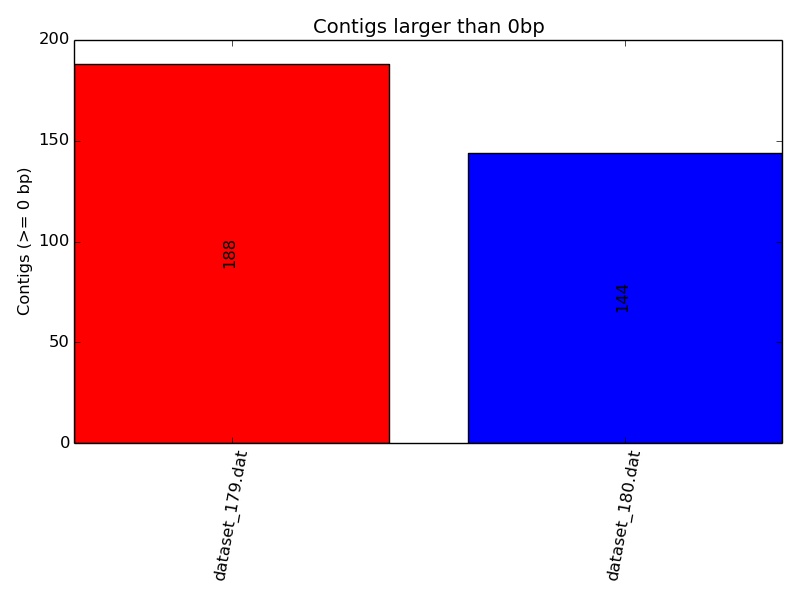 Contigs larger than 0bp
Contigs (>= 0 bp)
200
150
100
50
0
188
144
dataset_179.dat
dataset_180.dat